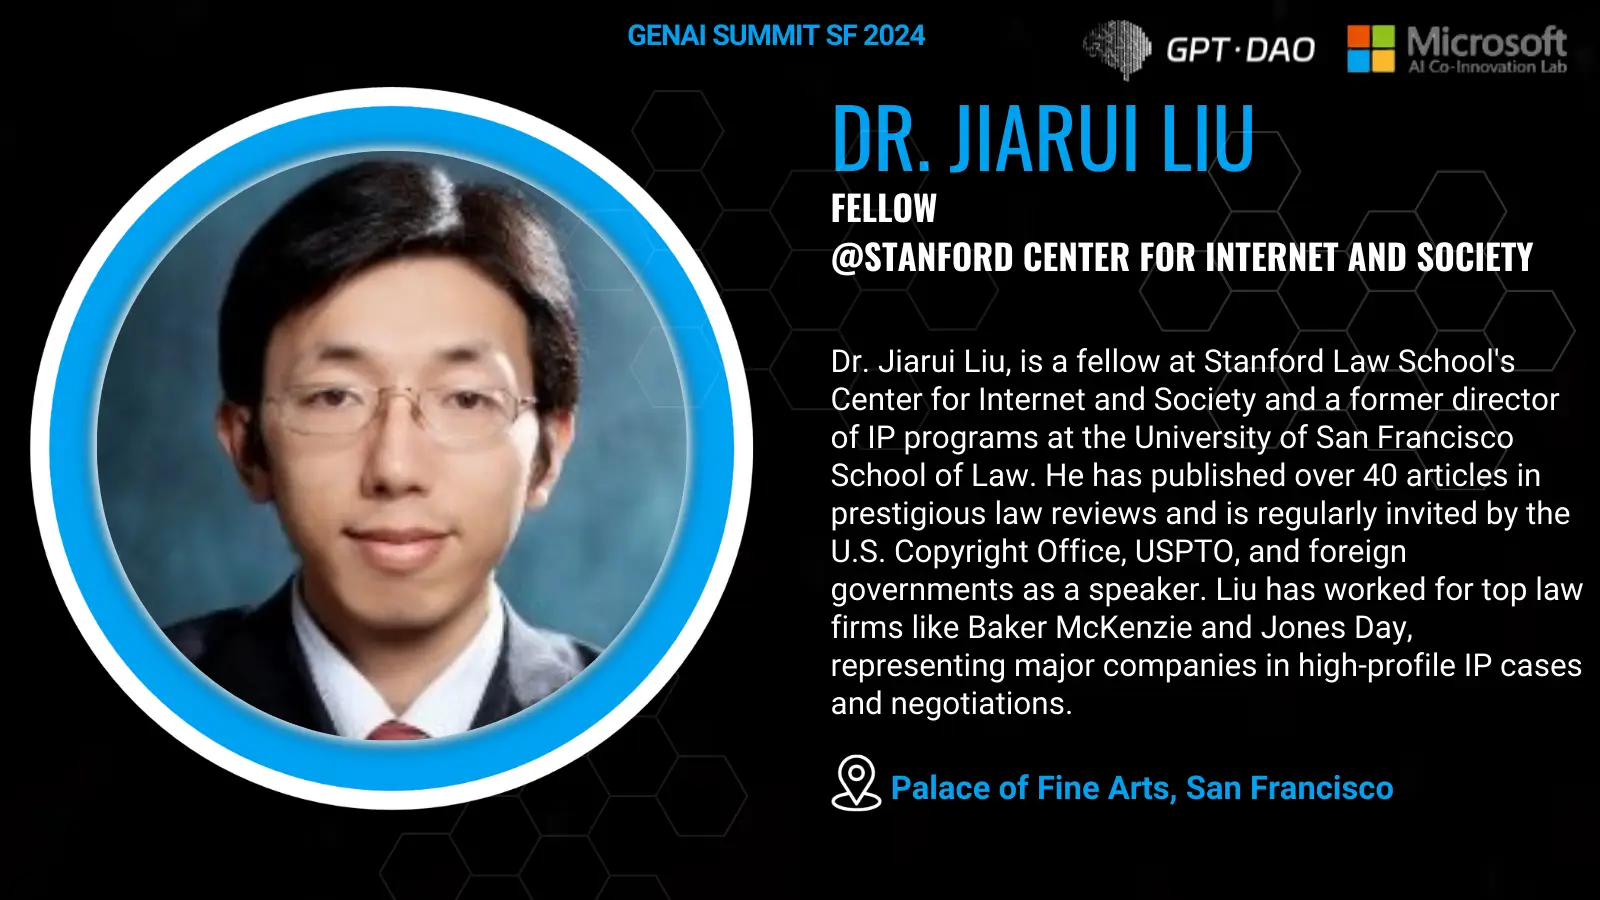 GENAI SUMMIT SF 2024
GPT·DAO
Microsoft
AI Co-Innovation Lab
DR. JIARUI LIU
FELLOW
@STANFORD CENTER FOR INTERNET AND SOCIETY
Dr. Jiarui Liu, is a fellow at Stanford Law School's
Center for Internet and Society and a former director
of IP programs at the University of San Francisco
School of Law. He has published over 40 articles in
prestigious law reviews and is regularly invited by the
U.S. Copyright Office, USPTO, and foreign
governments as a speaker. Liu has worked for top law
firms like Baker McKenzie and Jones Day,
representing major companies in high-profile IP cases
and negotiations.
Palace of Fine Arts, San Francisco